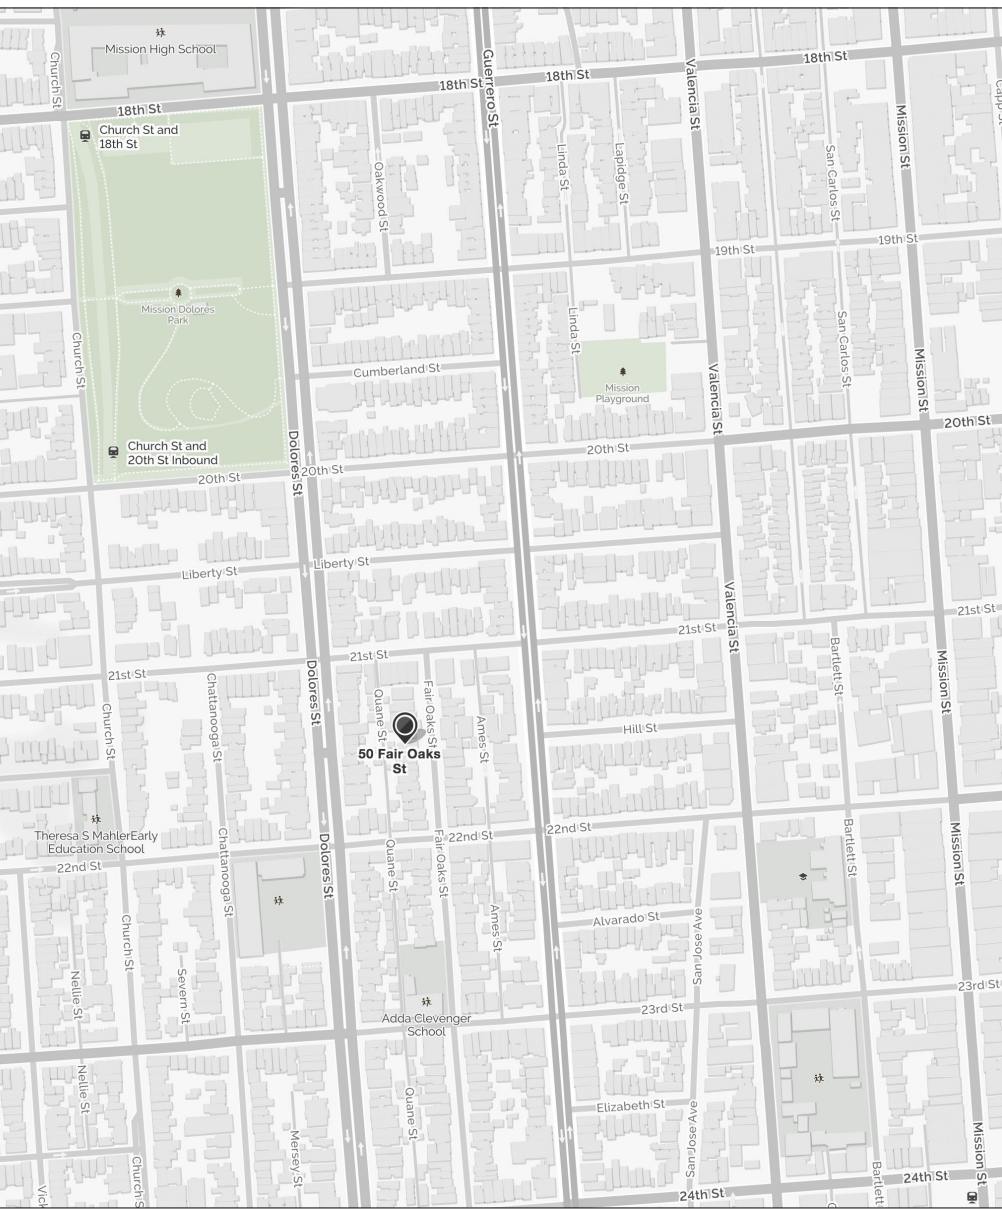 Mission High School
Church St
18th St
Guerrero St
18th St
18th St
Valencia St
18th St
Mission St
Church St and
18th St
Oakwood St
Linda St
Lapidge St
San Carlos St
19th St
19th St
Mission Dolores
Park
Linda St
San Carlos St
Church St
Cumberland St
Mission
Playground
Valencia St
Mission St
Church St and
20th St Inbound
Dolores St
20th St
20th St
20th St
20th St
Liberty St
Liberty St
Valencia St
21st St
21st St
21st St
21st St
Bartlett St
Mission St
Church St
Chattanooga St
Dolores St
Quane St
Fair Oaks St
Ames St
Hill St
50 Fair Oaks
St
Theresa S MahlerEarly
Education School
22nd St
22nd St
22nd St
Chattanooga St
Dolores St
Quane St
Fair Oaks St
Bartlett St
Mission St
Church St
Ames St
Alvarado St
San Jose Ave
Nellie St
Severn St
23rd St
23rd St
Adda Clevenger
School
Nellie St
Quane St
Elizabeth St
San Jose Ave
Mersey St
Mission St
Church S
Vick
24th St
24th St
Bartlett